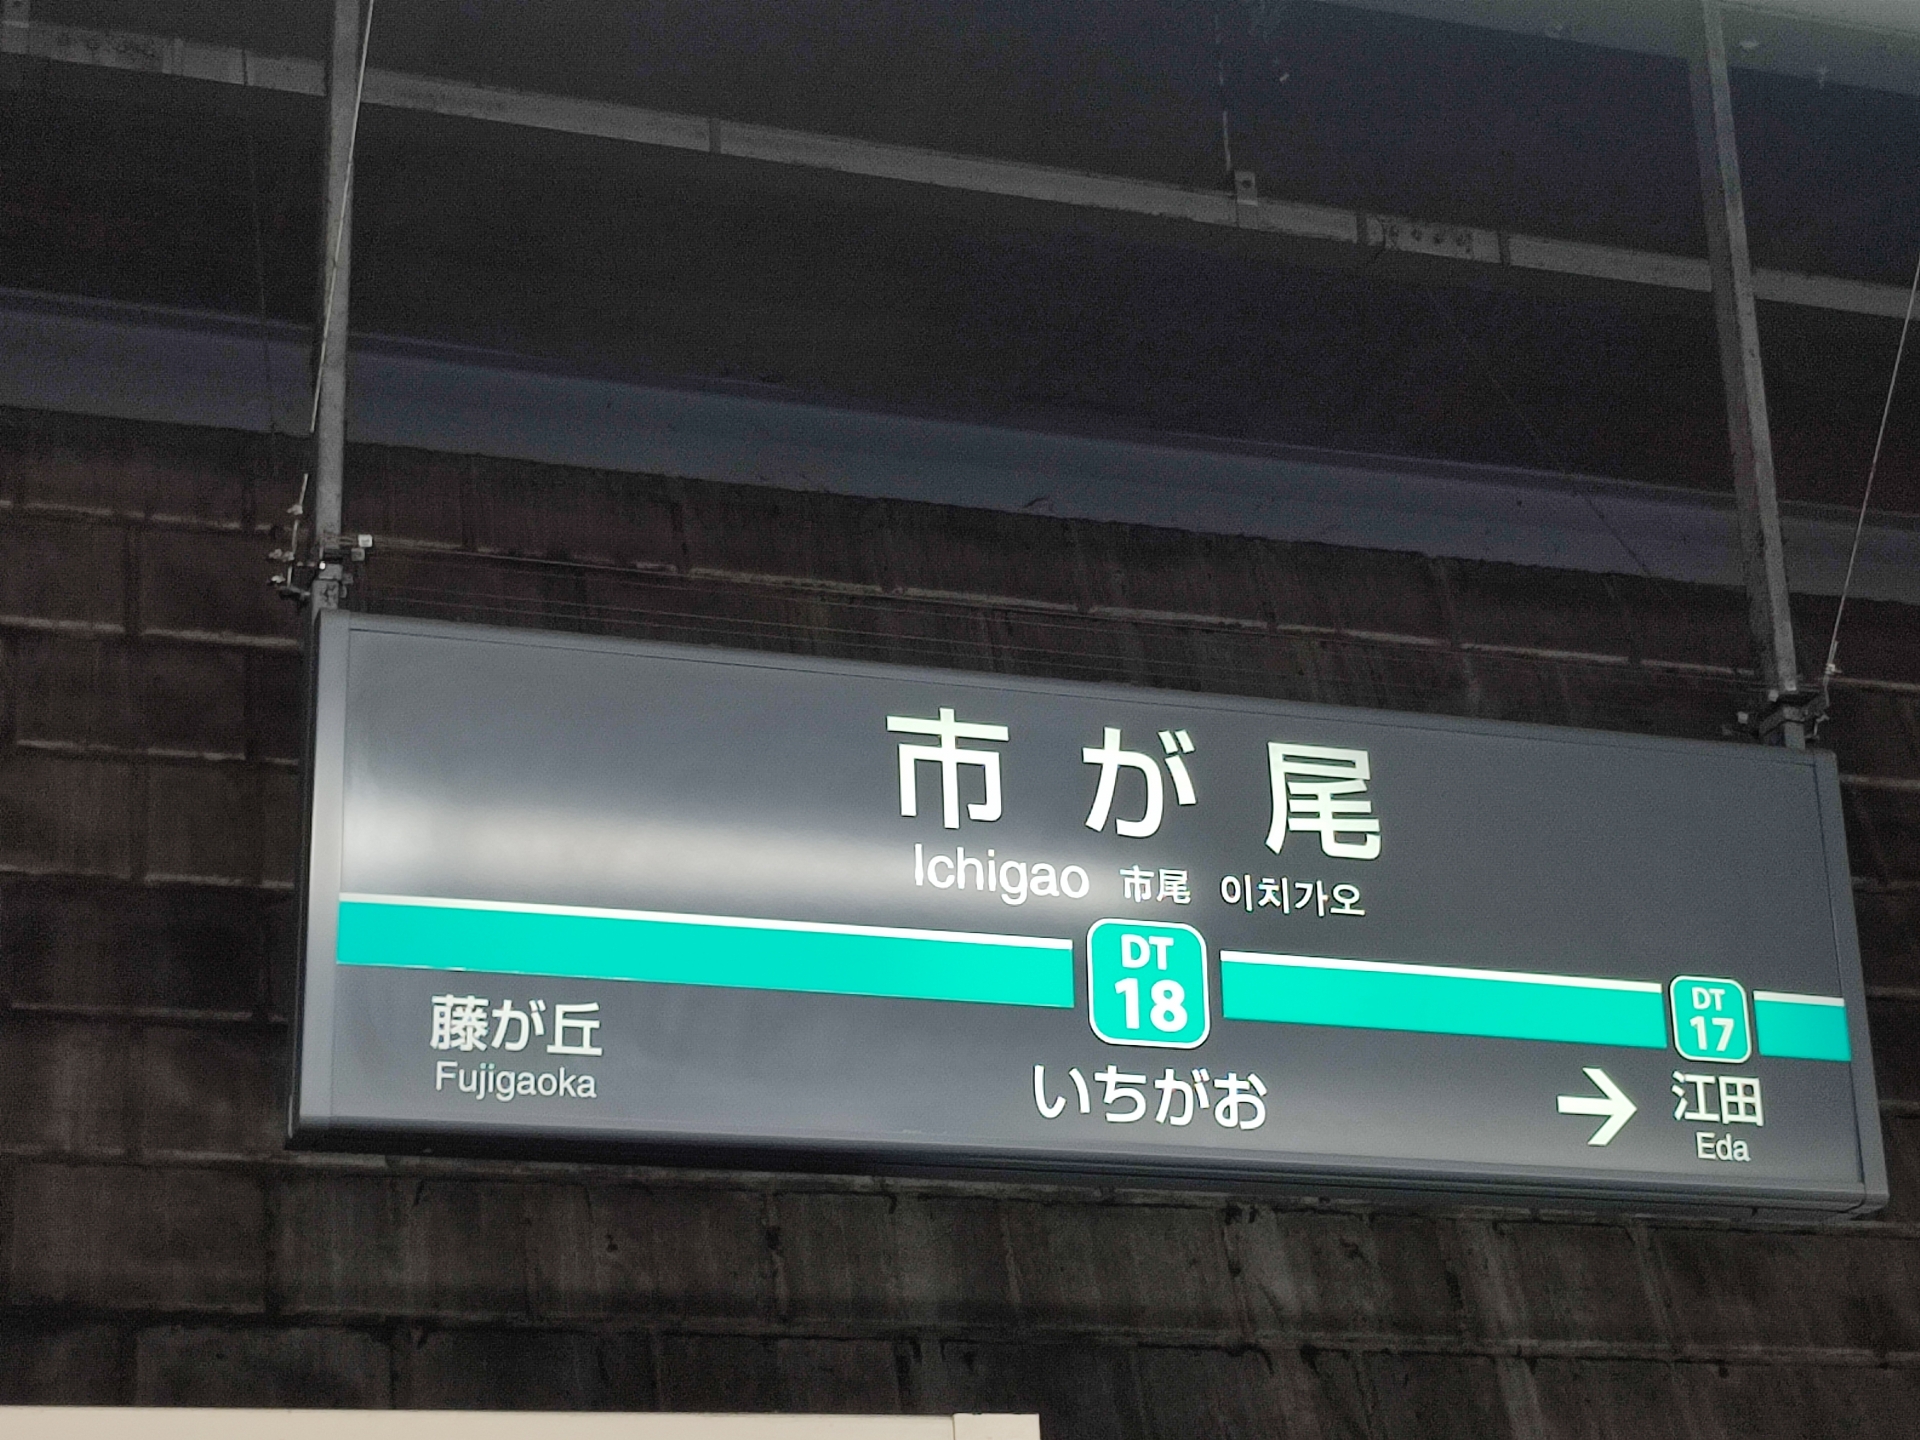 市が尾
Ichigao 市尾 이치가오
DT
18
DT
17
藤が丘
Fujigaoka
いちがお
→ 江田
Eda